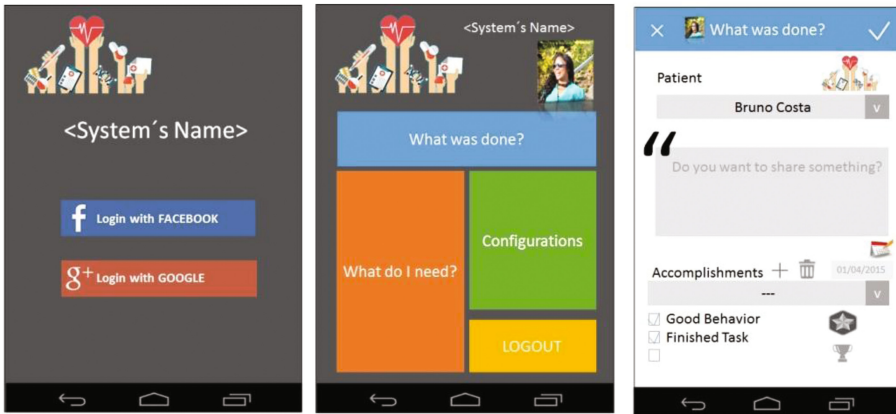 <System´s Name>
f Login with FACEBOOK
g+ Login with GOOGLE
<System´s Name>
What was done?
What do I need?
Configurations
LOGOUT
What was done?
Patient
Bruno Costa
v
“
Do you want to share something?
Accomplishments
01/04/2015
---
v
Good Behavior
Finished Task